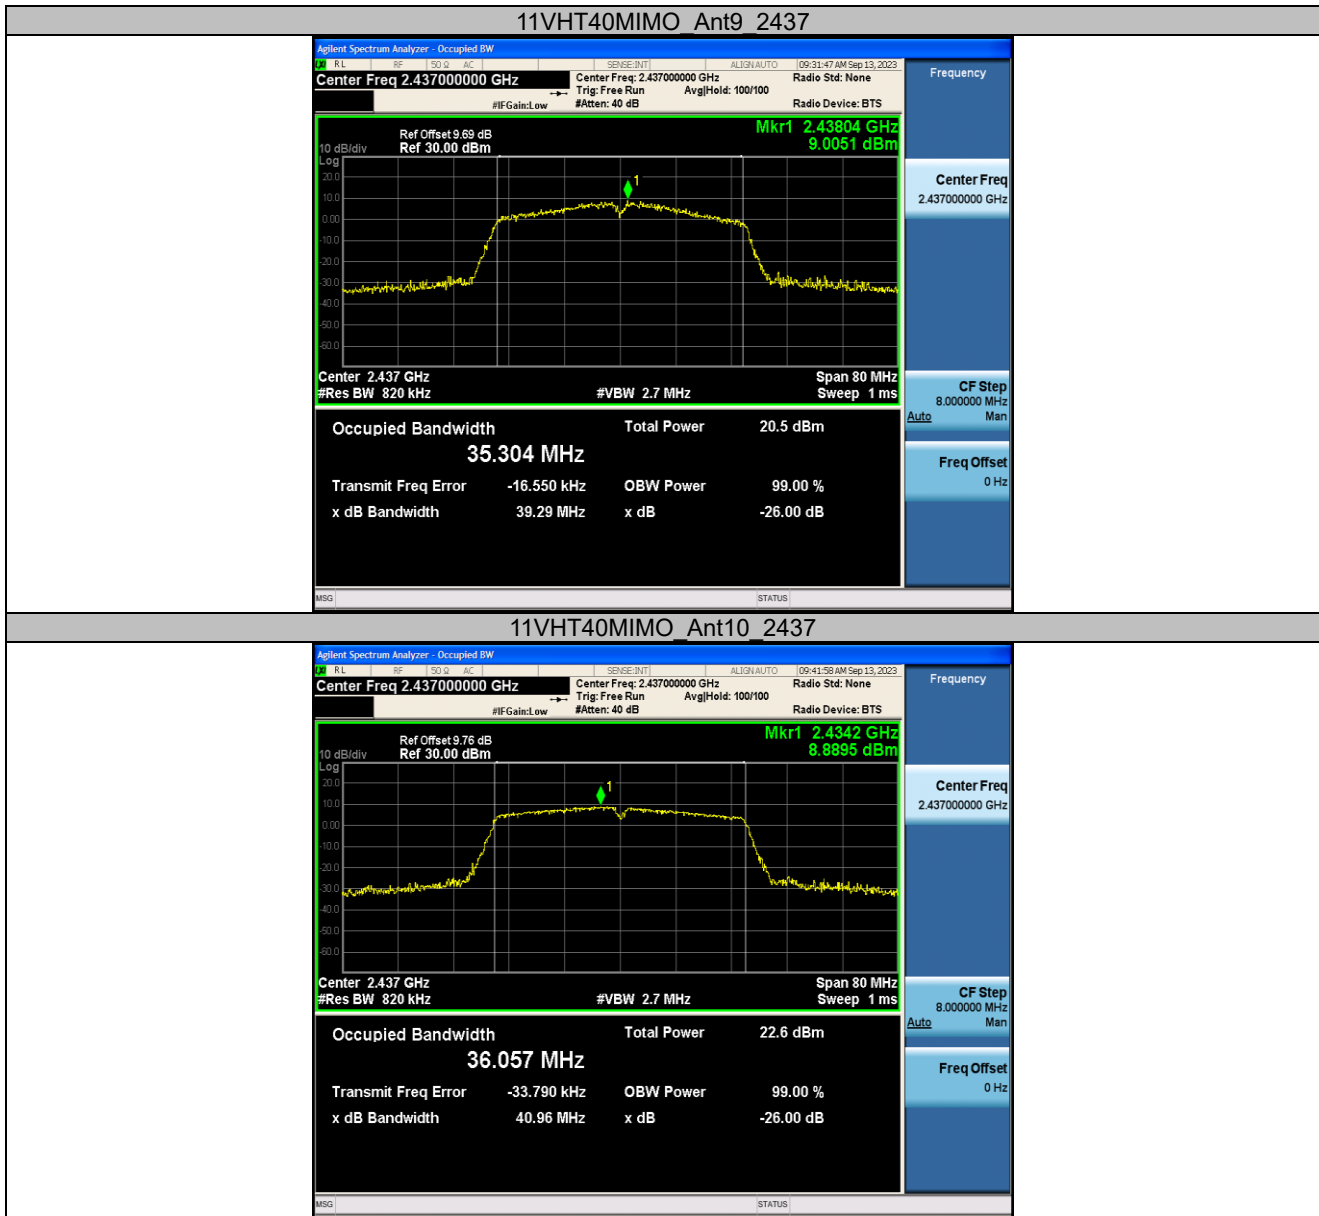 11VHT40MIMO_Ant9_2437
Agilent Spectrum Analyzer - Occupied BW
RL RF 50 Ω AC SENSE:INT ALIGN AUTO 09:31:47 AM Sep 13, 2023
Center Freq 2.437000000 GHz
Center Freq: 2.437000000 GHz Radio Std: None
Trig: Free Run Avg|Hold: 100/100
#IFGain:Low #Atten: 40 dB Radio Device: BTS
Frequency
Mkr1 2.43804 GHz
9.0051 dBm
Ref Offset 9.69 dB
10 dB/div Ref 30.00 dBm
Log
20.0
10.0
0.00
-10.0
-20.0
-30.0
-40.0
-50.0
-60.0
1
Center 2.437 GHz Span 80 MHz
#Res BW 820 kHz #VBW 2.7 MHz Sweep 1 ms
Occupied Bandwidth Total Power 20.5 dBm
35.304 MHz
Transmit Freq Error -16.550 kHz OBW Power 99.00 %
x dB Bandwidth 39.29 MHz x dB -26.00 dB
Center Freq
2.437000000 GHz
CF Step
8.000000 MHz
Auto Man
Freq Offset
0 Hz
MSG STATUS
11VHT40MIMO_Ant10_2437
Agilent Spectrum Analyzer - Occupied BW
RL RF 50 Ω AC SENSE:INT ALIGN AUTO 09:41:58 AM Sep 13, 2023
Center Freq 2.437000000 GHz
Center Freq: 2.437000000 GHz Radio Std: None
Trig: Free Run Avg|Hold: 100/100
#IFGain:Low #Atten: 40 dB Radio Device: BTS
Frequency
Mkr1 2.4342 GHz
8.8895 dBm
Ref Offset 9.76 dB
10 dB/div Ref 30.00 dBm
Log
20.0
10.0
0.00
-10.0
-20.0
-30.0
-40.0
-50.0
-60.0
1
Center 2.437 GHz Span 80 MHz
#Res BW 820 kHz #VBW 2.7 MHz Sweep 1 ms
Occupied Bandwidth Total Power 22.6 dBm
36.057 MHz
Transmit Freq Error -33.790 kHz OBW Power 99.00 %
x dB Bandwidth 40.96 MHz x dB -26.00 dB
Center Freq
2.437000000 GHz
CF Step
8.000000 MHz
Auto Man
Freq Offset
0 Hz
MSG STATUS